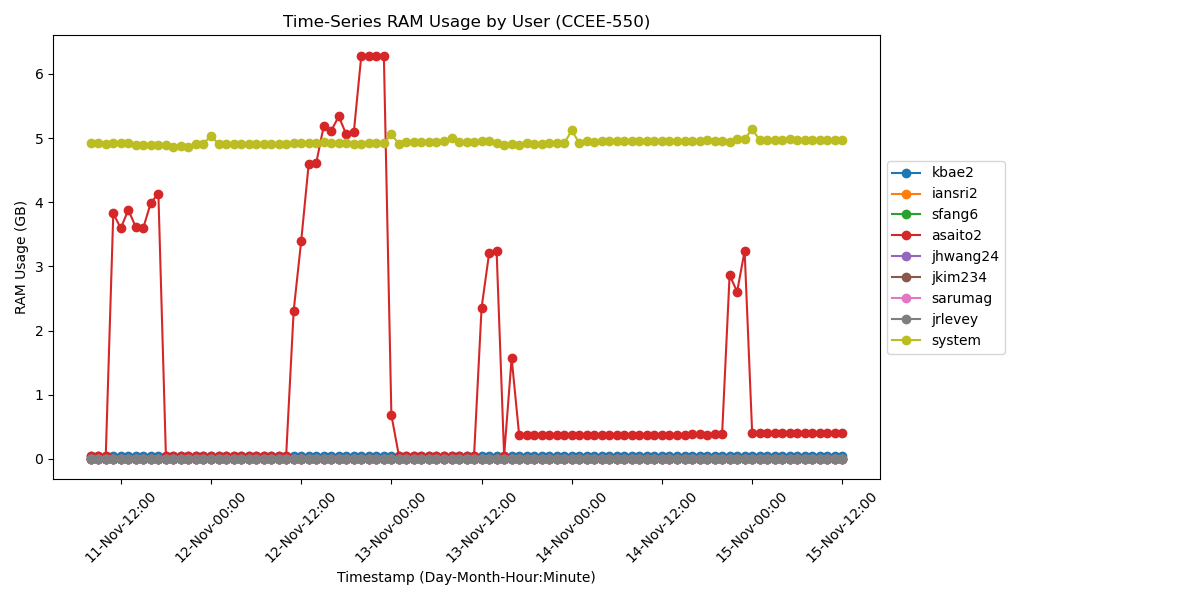 Time-Series RAM Usage by User (CCEE-550)
RAM Usage (GB)
6
5
4
3
2
1
0
11-Nov-12:00
12-Nov-00:00
12-Nov-12:00
13-Nov-00:00
13-Nov-12:00
14-Nov-00:00
14-Nov-12:00
15-Nov-00:00
15-Nov-12:00
Timestamp (Day-Month-Hour:Minute)
kbae2
iansri2
sfang6
asaito2
jhwang24
jkim234
sarumag
jrlevey
system